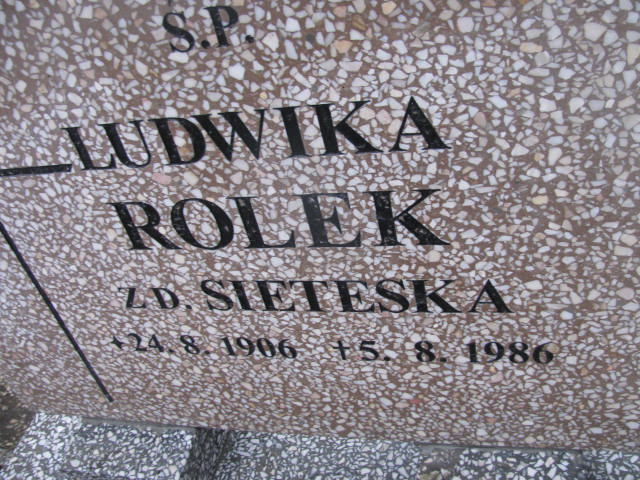 Ś.P.
LUDWIKA
ROLEK
Z.D. SIETESKA
*24.8.1906 +5.8.1986